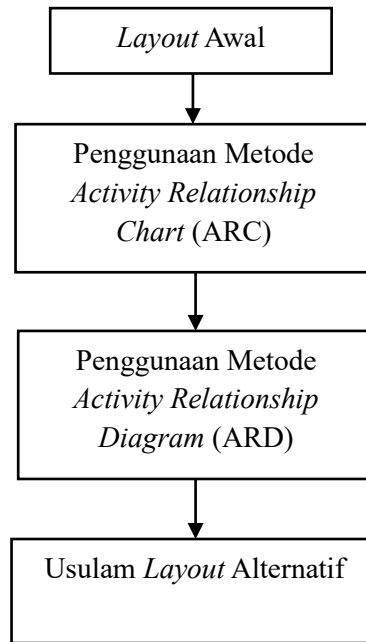 Layout Awal
Penggunaan Metode
Activity Relationship
Chart (ARC)
Penggunaan Metode
Activity Relationship
Diagram (ARD)
Usulam Layout Alternatif